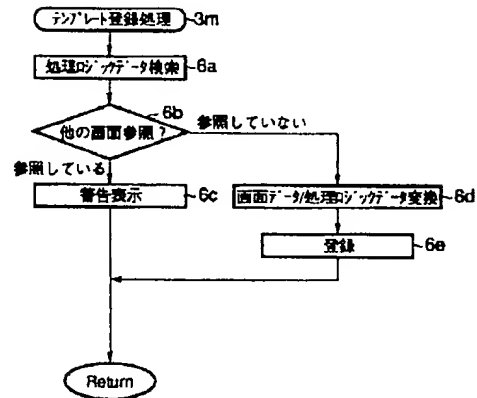 テンプレート登録処理 3m
処理ロジックデータ検索 6a
6b
他の画面参照?
参照していない
参照している
警告表示 6c
画面データ/処理ロジックデータ変換 6d
登録 6e
Return